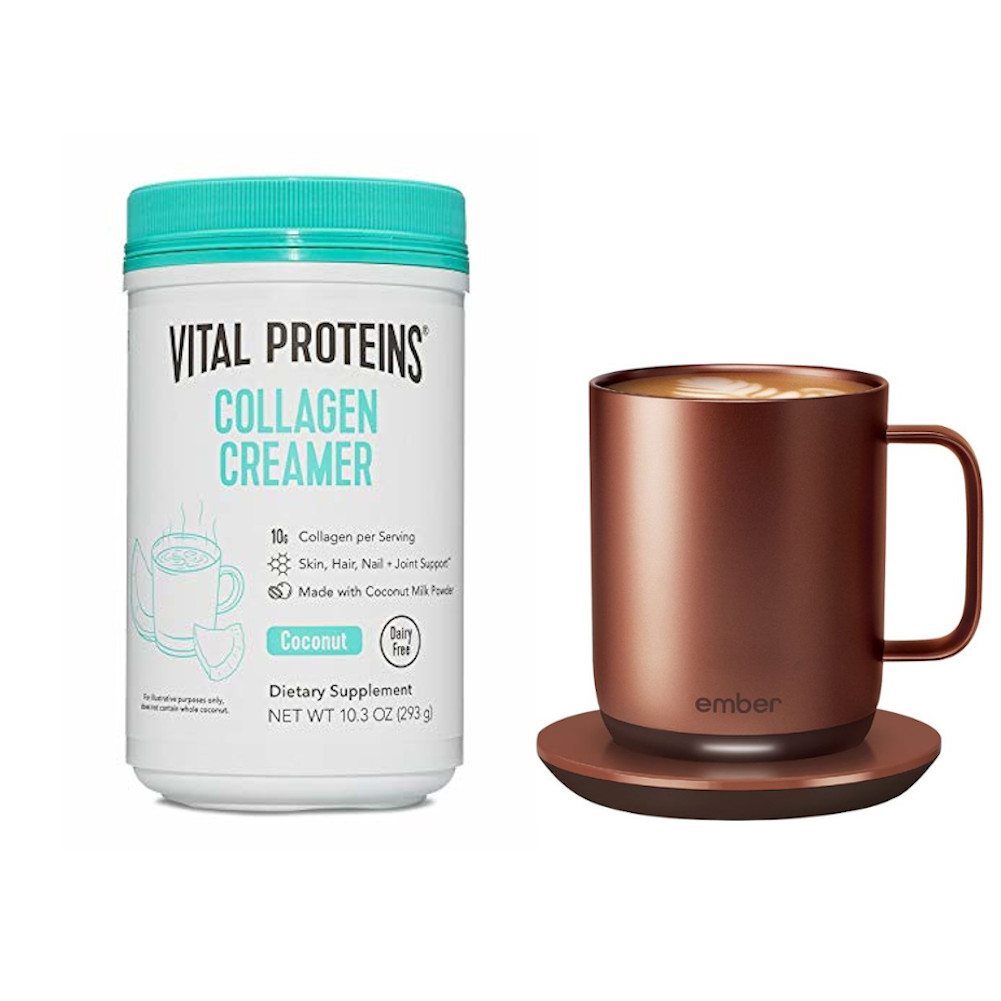 VITAL PROTEINS®
COLLAGEN
CREAMER
10G Collagen per Serving
Skin, Hair, Nail + Joint Support*
Made with Coconut Milk Powder
Coconut
Dairy
Free
For illustrative purposes only,
does not contain whole coconut.
Dietary Supplement
NET WT 10.3 OZ (293 g)
ember